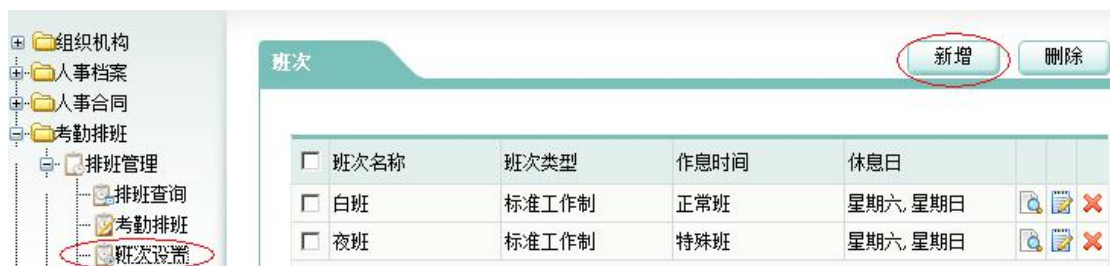 组织机构
人事档案
人事合同
考勤排班
排班管理
排班查询
考勤排班
班次设置
班次
新增 删除
班次名称 班次类型 作息时间 休息日
白班 标准工作制 正常班 星期六,星期日
夜班 标准工作制 特殊班 星期六,星期日